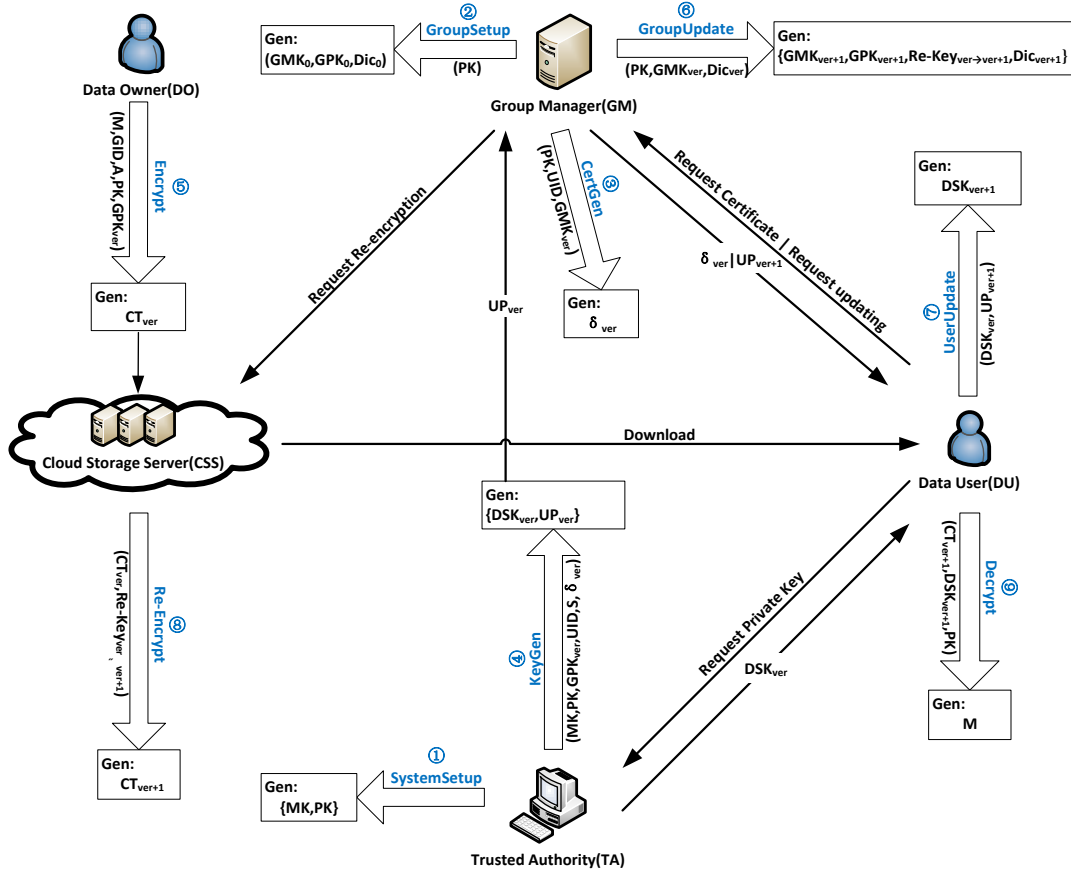 ②
GroupSetup
(PK)
Gen:
(GMK₀,GPK₀,Dic₀)
Group Manager(GM)
⑥
GroupUpdate
(PK,GMKver,Dicver)
Gen:
{GMKver+1,GPKver+1,Re-Keyver→ver+1,Dicver+1}
Data Owner(DO)
⑤
Encrypt
(M,GID,A,PK,GPKver)
Gen:
CTver
③
CertGen
(PK,UID,GMKver)
Gen:
δ ver
Request Re-encryption
UPver
Request Certificate | Request updating
δ ver|UPver+1
Gen:
DSKver+1
⑦
UserUpdate
(DSKver,UPver+1)
Cloud Storage Server(CSS)
Download
Data User(DU)
Gen:
{DSKver,UPver}
④
KeyGen
(MK,PK,GPKver,UID,S, δ ver)
⑧
Re-Encrypt
(CTver,Re-Keyver ver+1)
Gen:
CTver+1
Request Private Key
DSKver
⑨
Decrypt
(CTver+1,DSKver+1,PK)
Gen:
M
①
SystemSetup
Gen:
{MK,PK}
Trusted Authority(TA)